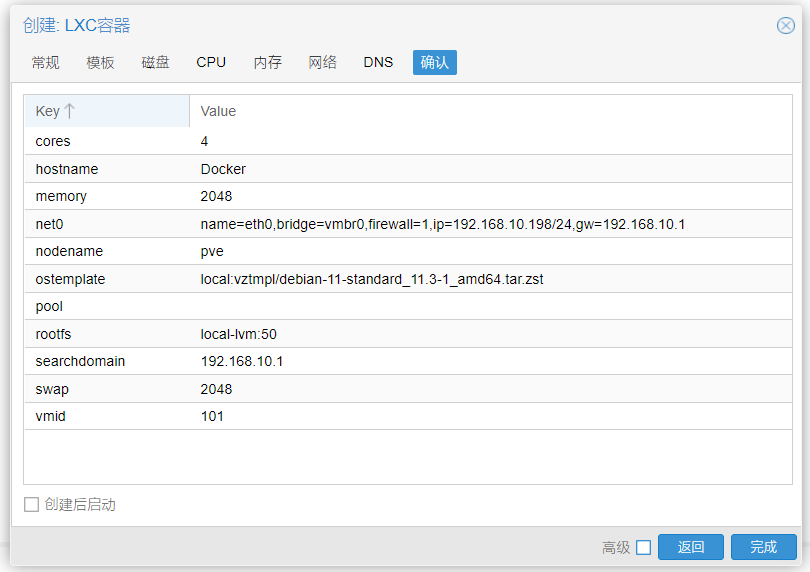 创建: LXC容器
常规 模板 磁盘 CPU 内存 网络 DNS 确认
Key Value
cores 4
hostname Docker
memory 2048
net0 name=eth0,bridge=vmbr0,firewall=1,ip=192.168.10.198/24,gw=192.168.10.1
nodename pve
ostemplate local:vztmpl/debian-11-standard_11.3-1_amd64.tar.zst
pool
rootfs local-lvm:50
searchdomain 192.168.10.1
swap 2048
vmid 101
创建后启动
高级 返回 完成